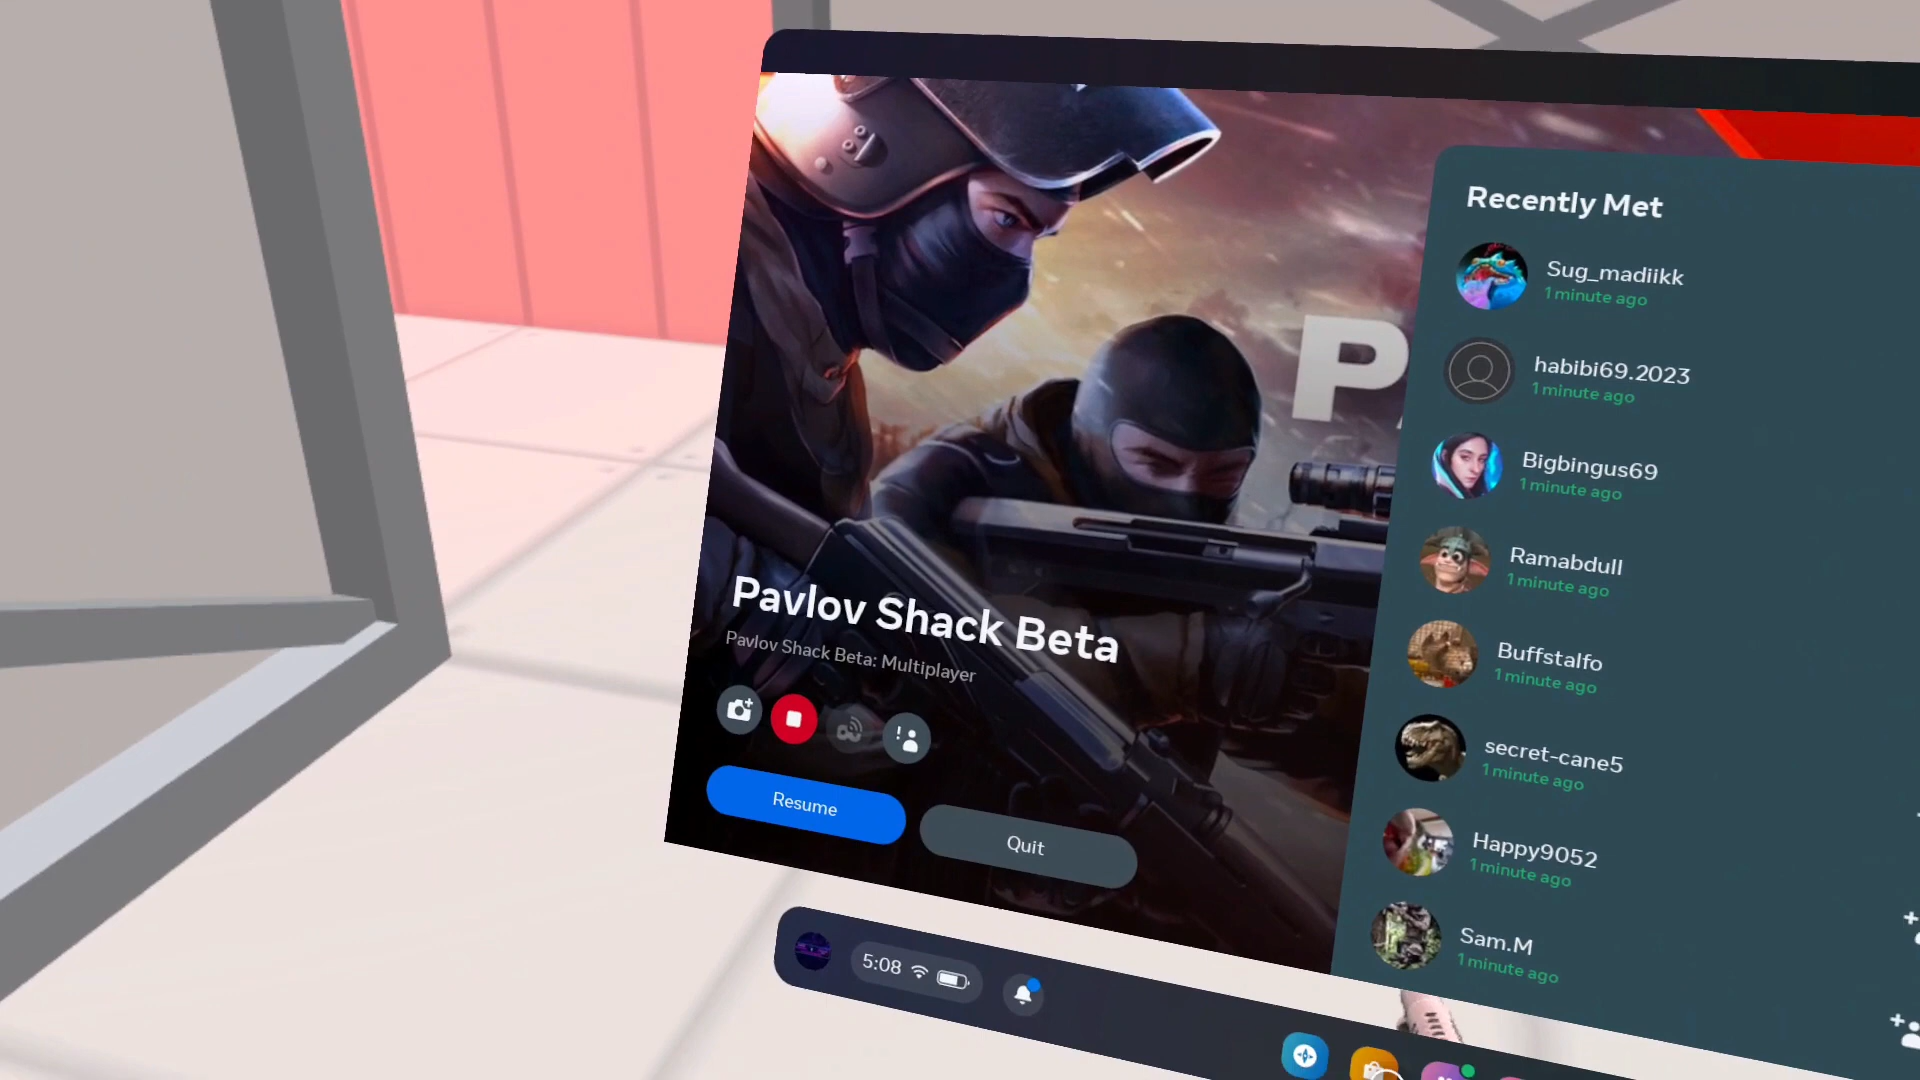 Recently Met
Sug_madiikk
1 minute ago
habibi69.2023
1 minute ago
Bigbingus69
1 minute ago
Ramabdull
1 minute ago
Buffstalfo
1 minute ago
secret-cane5
1 minute ago
Happy9052
1 minute ago
Sam.M
1 minute ago
P
Pavlov Shack Beta
Pavlov Shack Beta: Multiplayer
Resume
Quit
5:08